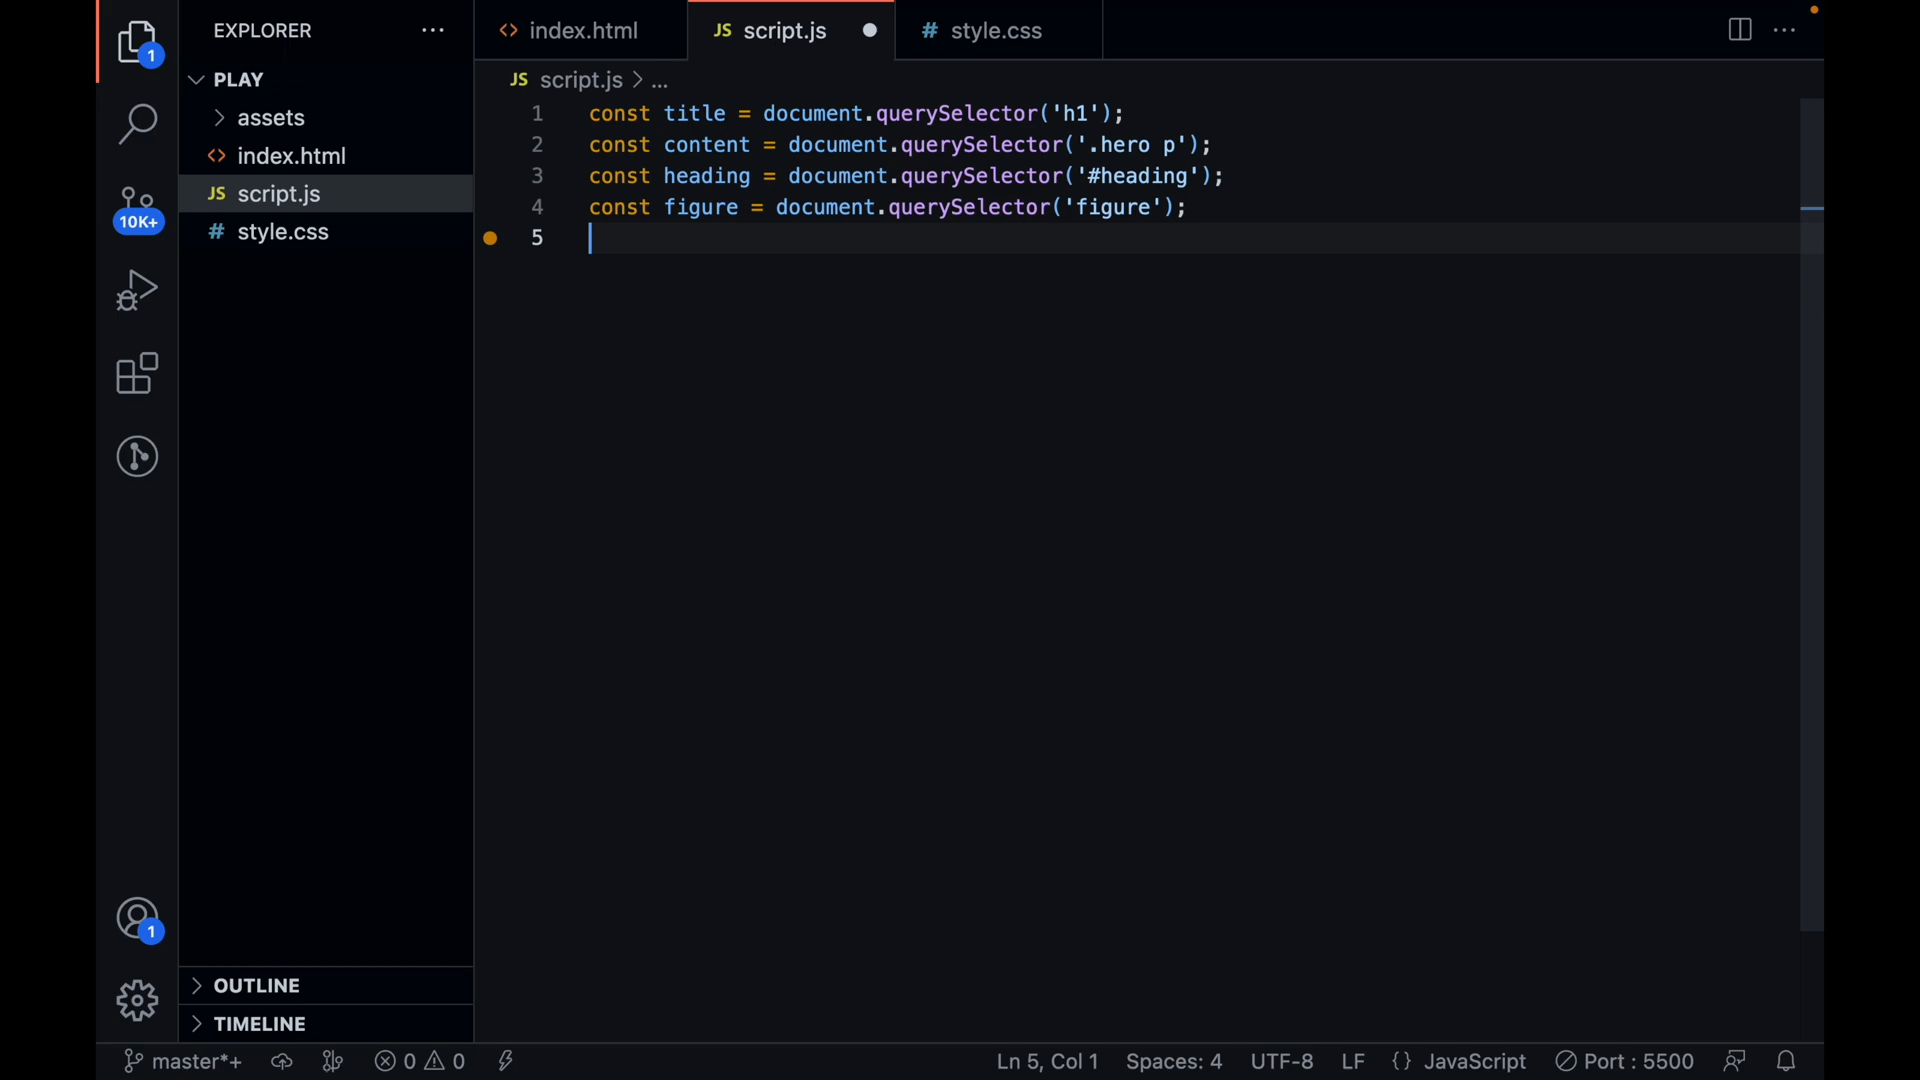 EXPLORER
PLAY
assets
index.html
JS script.js
# style.css
OUTLINE
TIMELINE
1
10K+
1
index.html
JS script.js
# style.css
JS script.js > ...
1 const title = document.querySelector('h1');
2 const content = document.querySelector('.hero p');
3 const heading = document.querySelector('#heading');
4 const figure = document.querySelector('figure');
5
master*+
0
0
Ln 5, Col 1
Spaces: 4
UTF-8
LF
{} JavaScript
Port : 5500